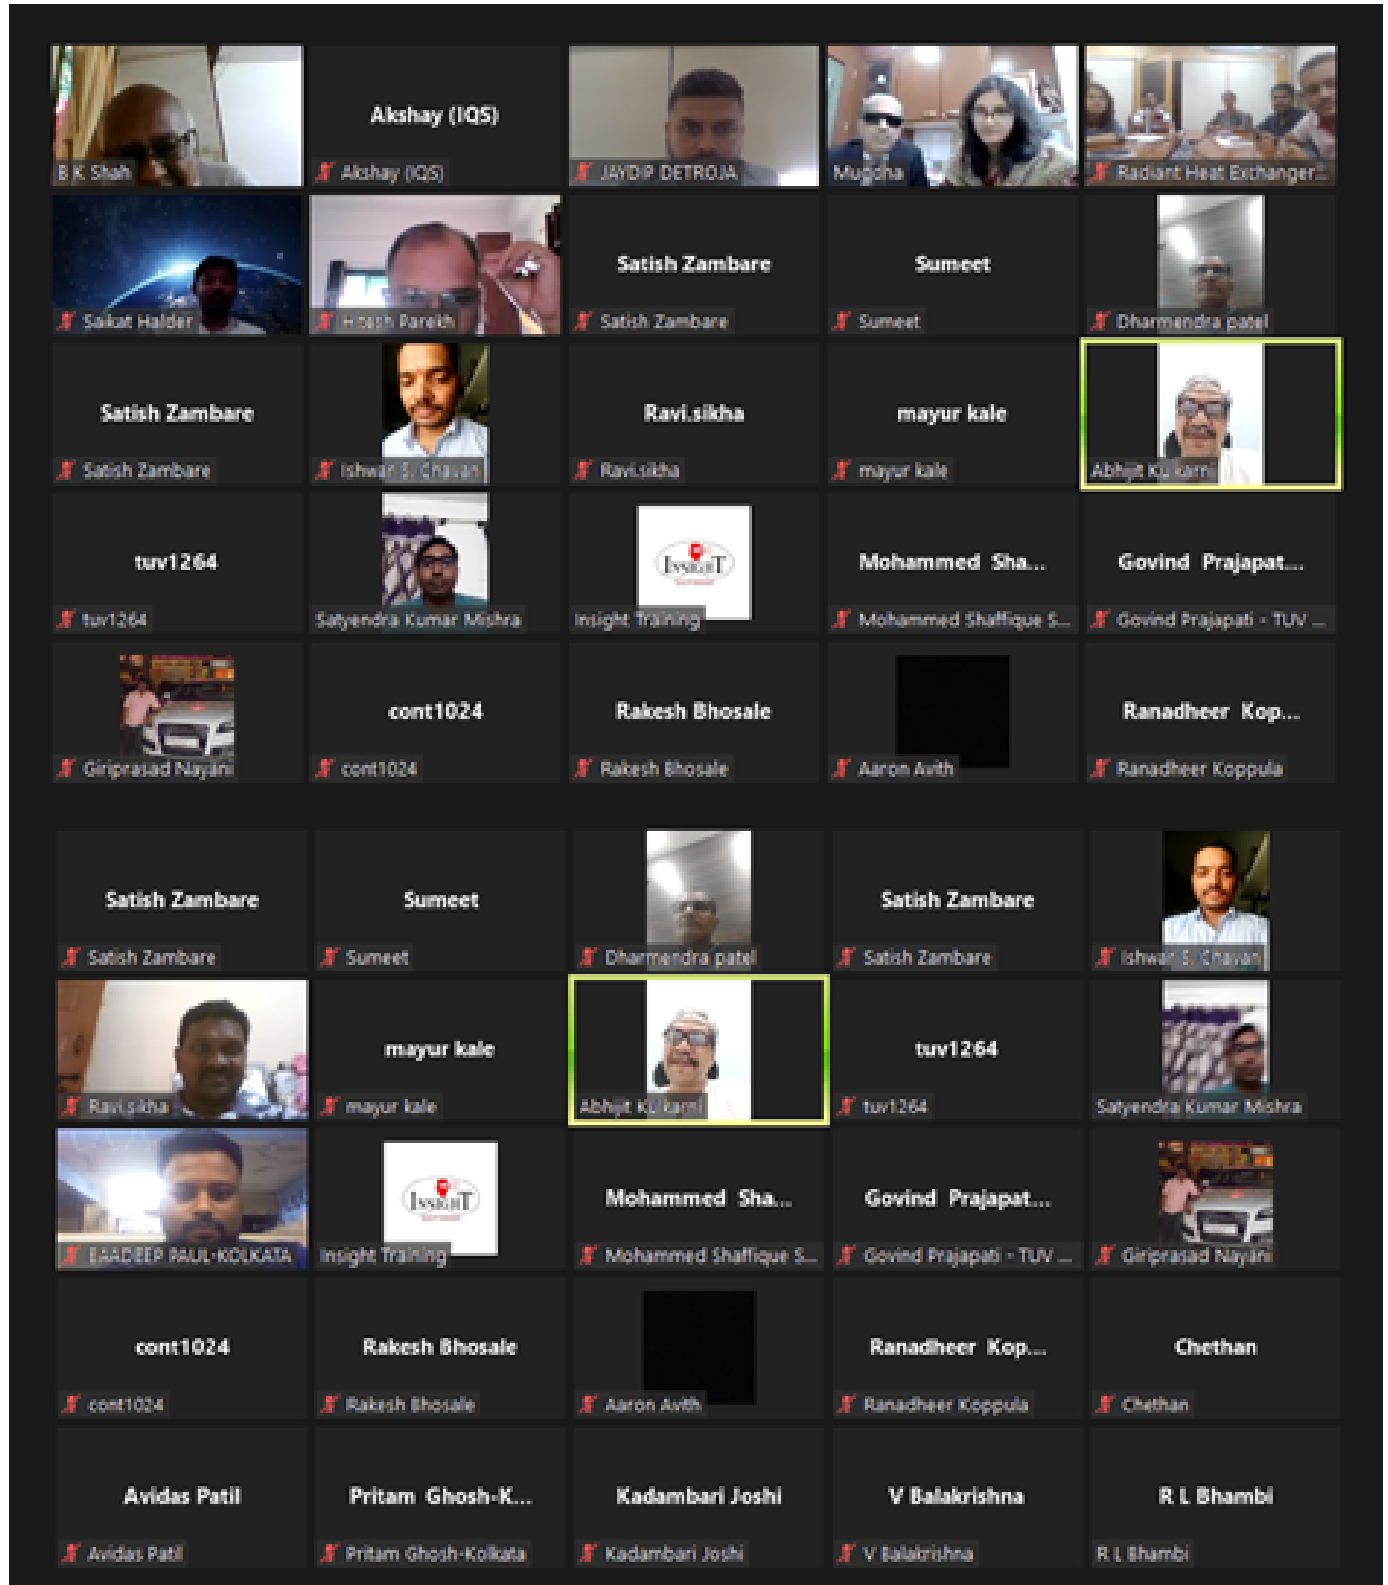 B K Shah
Akshay (IQS)
Akshay (IQS)
JAYDIP DETROJA
Mugdha
Radiant Heat Exchanger...
Saikat Halder
Hitesh Parekh
Satish Zambare
Satish Zambare
Sumeet
Sumeet
Dharmendra patel
Satish Zambare
Satish Zambare
Ishwar S. Chavan
Ravi.sikha
Ravi.sikha
mayur kale
mayur kale
Abhijit Kulkarni
tuv1264
tuv1264
Satyendra Kumar Mishra
INSIGHT
Insight Training
Mohammed Sha...
Mohammed Shaffique S...
Govind Prajapat...
Govind Prajapati - TUV ...
Giriprasad Nayani
cont1024
cont1024
Rakesh Bhosale
Rakesh Bhosale
Aaron Avith
Ranadheer Kop...
Ranadheer Koppula
Satish Zambare
Satish Zambare
Sumeet
Sumeet
Dharmendra patel
Satish Zambare
Satish Zambare
Ishwar S. Chavan
Ravi.sikha
mayur kale
mayur kale
Abhijit Kulkarni
tuv1264
tuv1264
Satyendra Kumar Mishra
PAUL-KOLKATA
INSIGHT
Insight Training
Mohammed Sha...
Mohammed Shaffique S...
Govind Prajapat...
Govind Prajapati - TUV ...
Giriprasad Nayani
cont1024
cont1024
Rakesh Bhosale
Rakesh Bhosale
Aaron Avith
Ranadheer Kop...
Ranadheer Koppula
Chethan
Chethan
Avidas Patil
Avidas Patil
Pritam Ghosh-K...
Pritam Ghosh-Kolkata
Kadambari Joshi
Kadambari Joshi
V Balakrishna
V Balakrishna
R L Bhambi
R L Bhambi